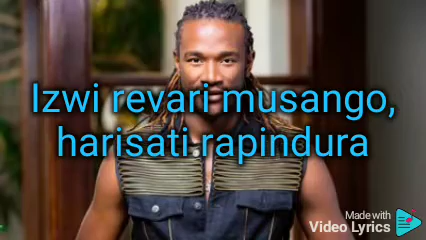 Izwi revari musango,
harisati rapindura
Made with
Video Lyrics